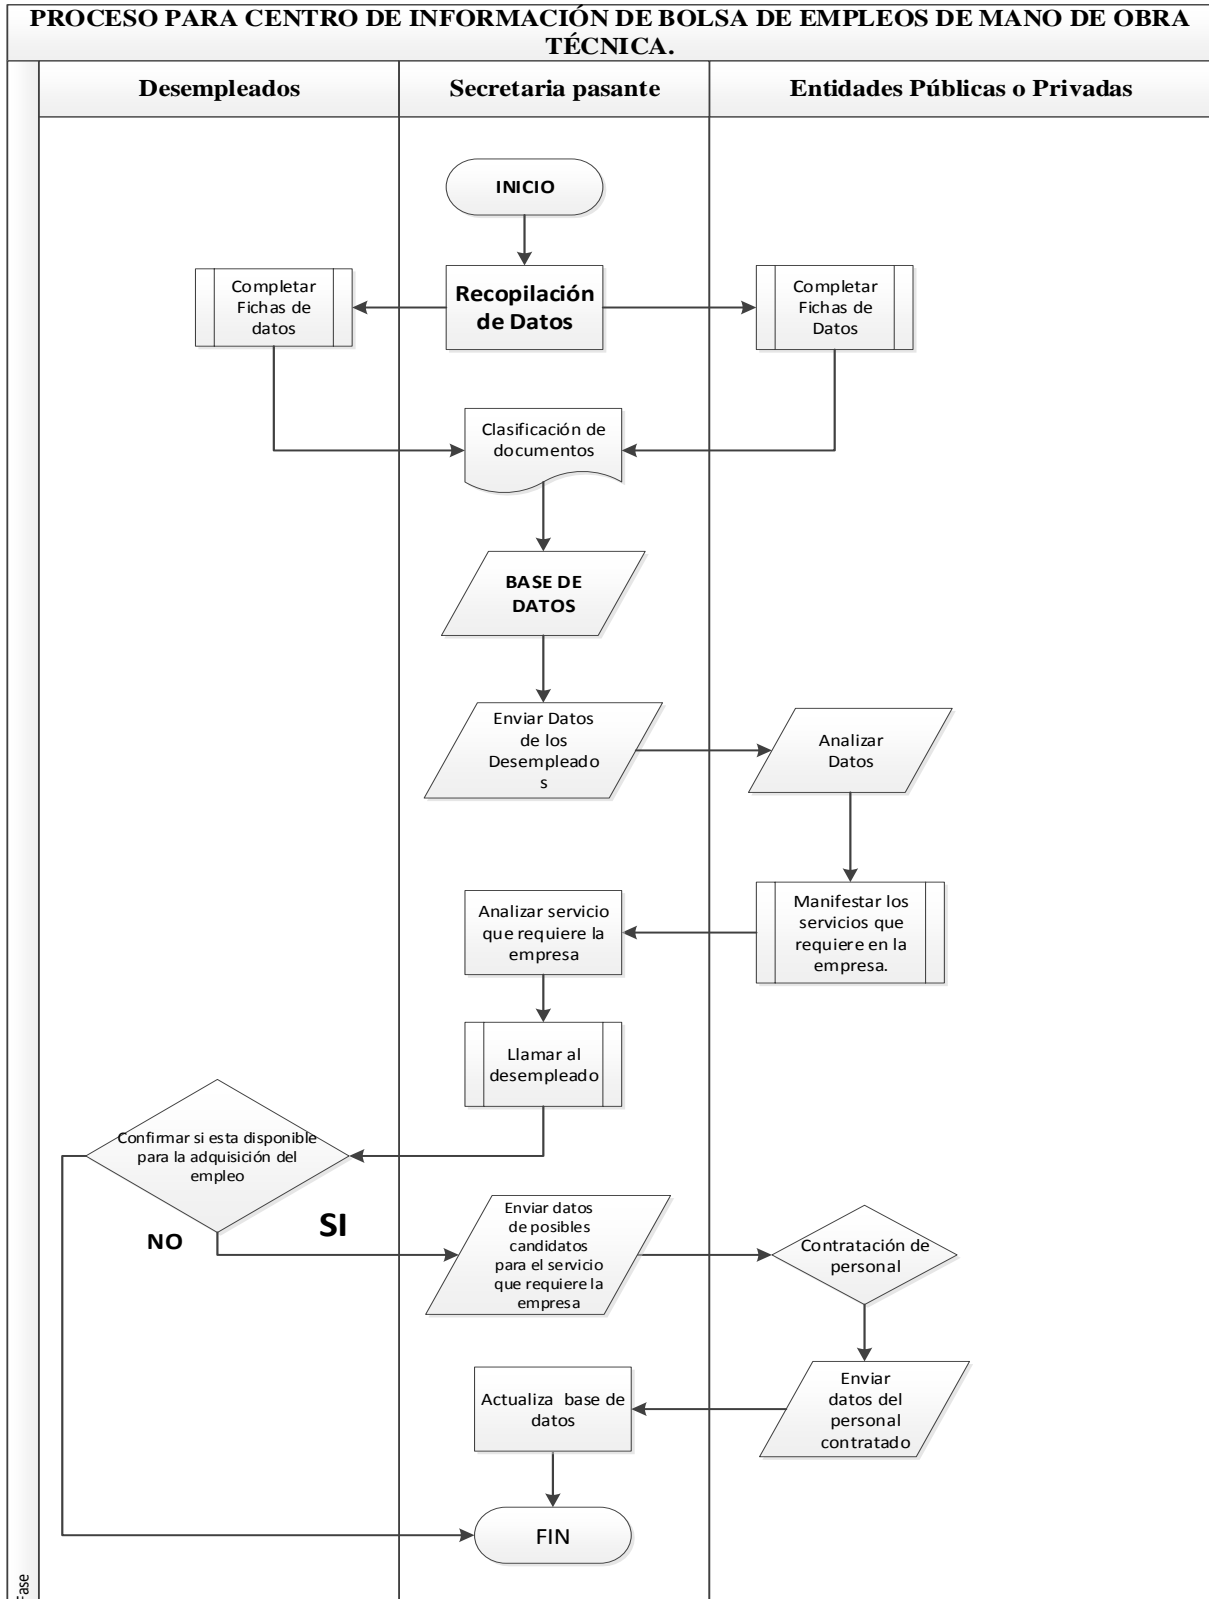 PROCESO PARA CENTRO DE INFORMACIÓN DE BOLSA DE EMPLEOS DE MANO DE OBRA
TÉCNICA.
Desempleados
Secretaria pasante
Entidades Públicas o Privadas
INICIO
Completar
Fichas de
datos
Recopilación
de Datos
Completar
Fichas de
Datos
Clasificación de
documentos
BASE DE
DATOS
Enviar Datos
de los
Desempleado
s
Analizar
Datos
Analizar servicio
que requiere la
empresa
Manifestar los
servicios que
requiere en la
empresa.
Llamar al
desempleado
Confirmar si esta disponible
para la adquisición del
empleo
NO
SI
Enviar datos
de posibles
candidatos
para el servicio
que requiere la
empresa
Contratación de
personal
Actualiza base de
datos
Enviar
datos del
personal
contratado
FIN
Fase